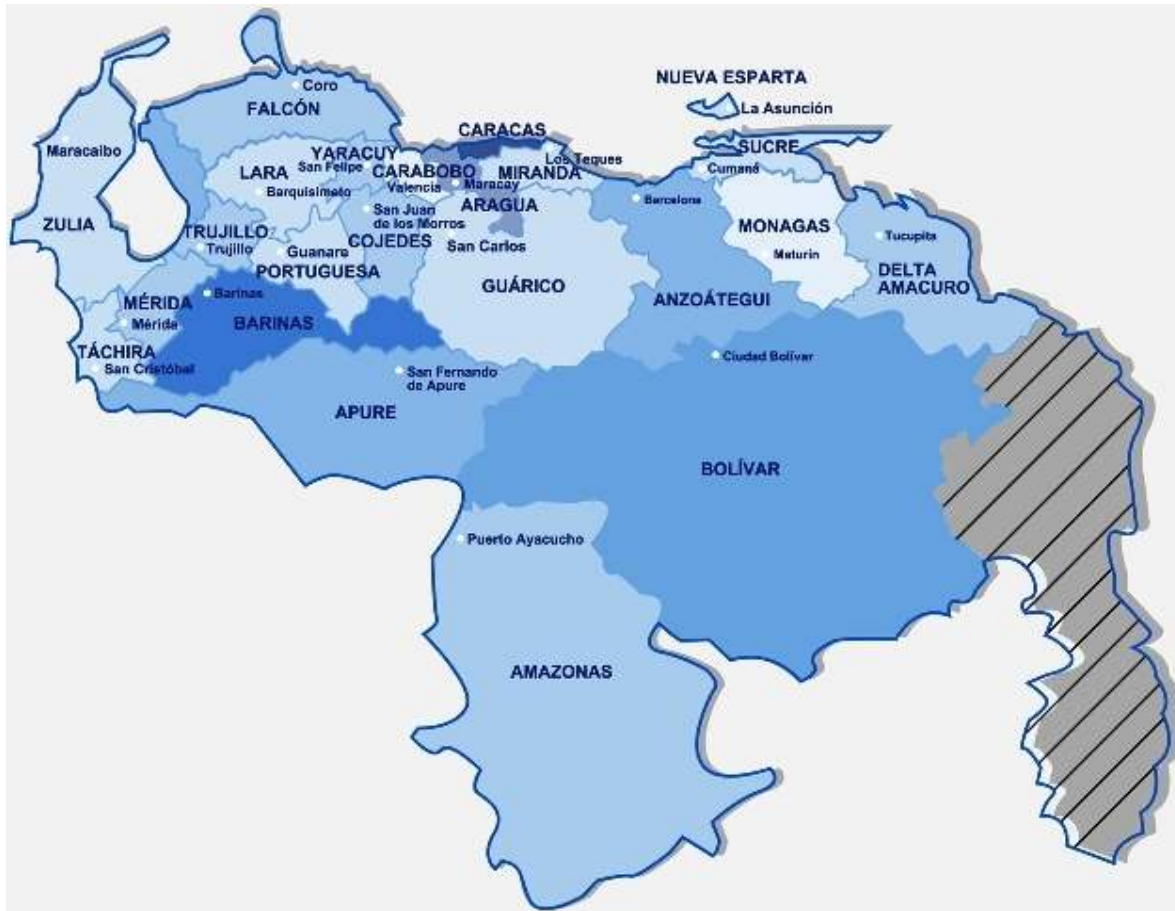 NUEVA ESPARTA
Coro
La Asunción
FALCÓN
CARACAS
Maracaibo
YARACUY
Los Teques
SUCRE
LARA
San Felipe
CARABOBO
MIRANDA
Cumaná
Valencia
Maracay
Barquisimeto
ARAGUA
Barcelona
ZULIA
San Juan
de los Morros
MONAGAS
TRUJILLO
Tucupita
Trujillo
COJEDES
San Carlos
Guanare
Maturín
PORTUGUESA
DELTA
AMACURO
GUÁRICO
ANZOÁTEGUI
MÉRIDA
Barinas
Mérida
BARINAS
TÁCHIRA
San Cristóbal
Ciudad Bolívar
San Fernando
de Apure
APURE
BOLÍVAR
Puerto Ayacucho
AMAZONAS